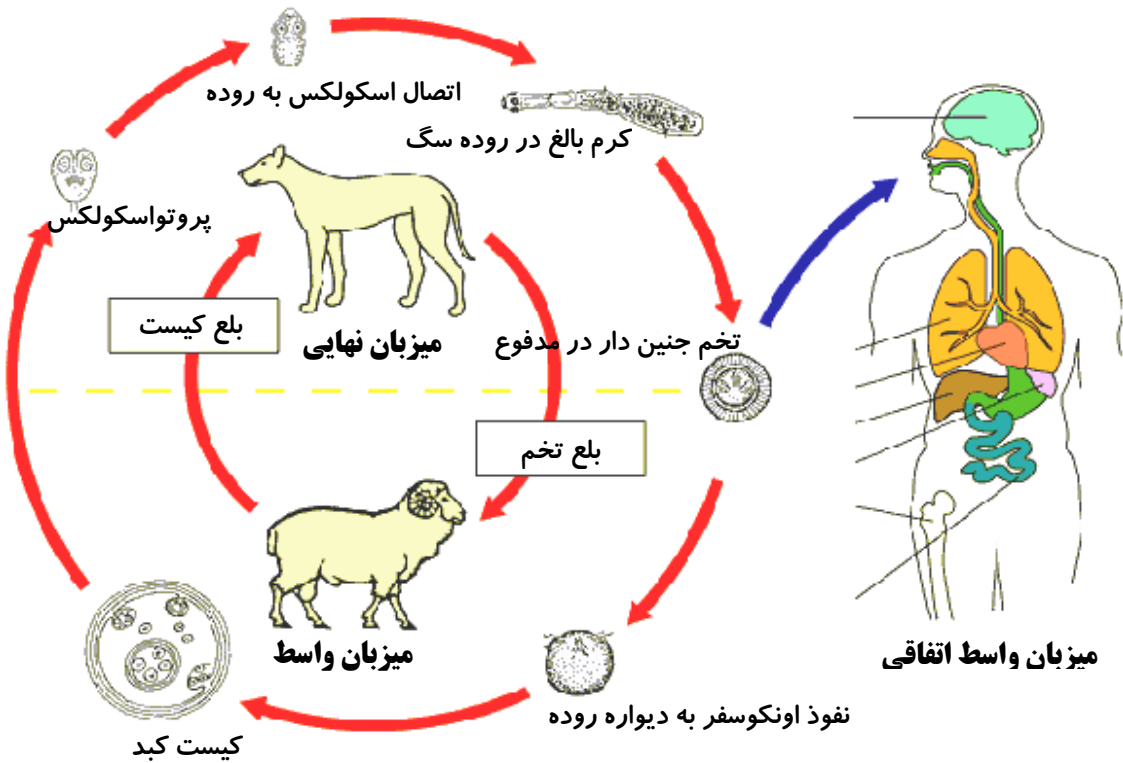 اتصال اسکولکس به روده
کرم بالغ در روده سگ
پروتواسکولکس
بلع کیست
میزبان نهایی
تخم جنین دار در مدفوع
بلع تخم
میزبان واسط
میزبان واسط اتفاقی
نفوذ اونکوسفر به دیواره روده
کیست کبد